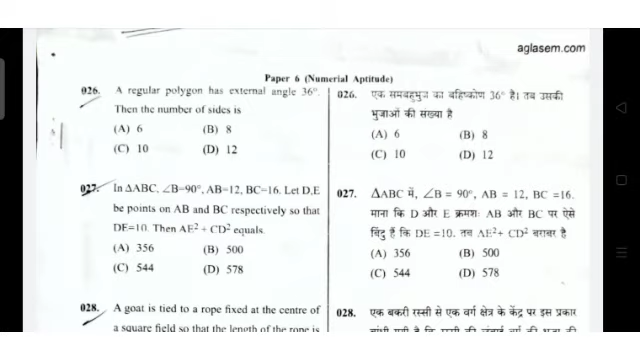 aglasem.com
Paper 6 (Numerial Aptitude)
026. A regular polygon has external angle 36°.
Then the number of sides is
(A) 6 (B) 8
(C) 10 (D) 12
027. In ΔABC, ∠B=90°, AB=12, BC=16. Let D,E
be points on AB and BC respectively so that
DE=10. Then AE²+CD² equals.
(A) 356 (B) 500
(C) 544 (D) 578
028. A goat is tied to a rope fixed at the centre of
a square field so that the length of the rope is
026. एक समबहुभुज का बहिष्कोण 36° है। तब उसकी
भुजाओं की संख्या है
(A) 6 (B) 8
(C) 10 (D) 12
027. ΔABC में, ∠B = 90°, AB = 12, BC =16.
माना कि D और E क्रमशः AB और BC पर ऐसे
बिंदु हैं कि DE =10. तब AE²+ CD² बराबर है
(A) 356 (B) 500
(C) 544 (D) 578
028. एक बकरी रस्सी से एक वर्ग क्षेत्र के केंद्र पर इस प्रकार